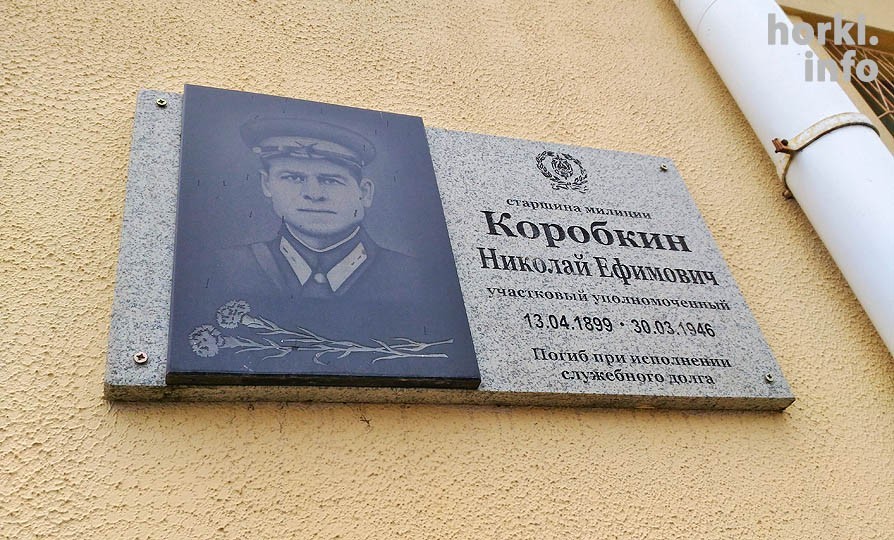 horki.
info
старшина милиции
Коробкин
Николай Ефимович
участковый уполномоченный
13.04.1899 · 30.03.1946
Погиб при исполнении
служебного долга